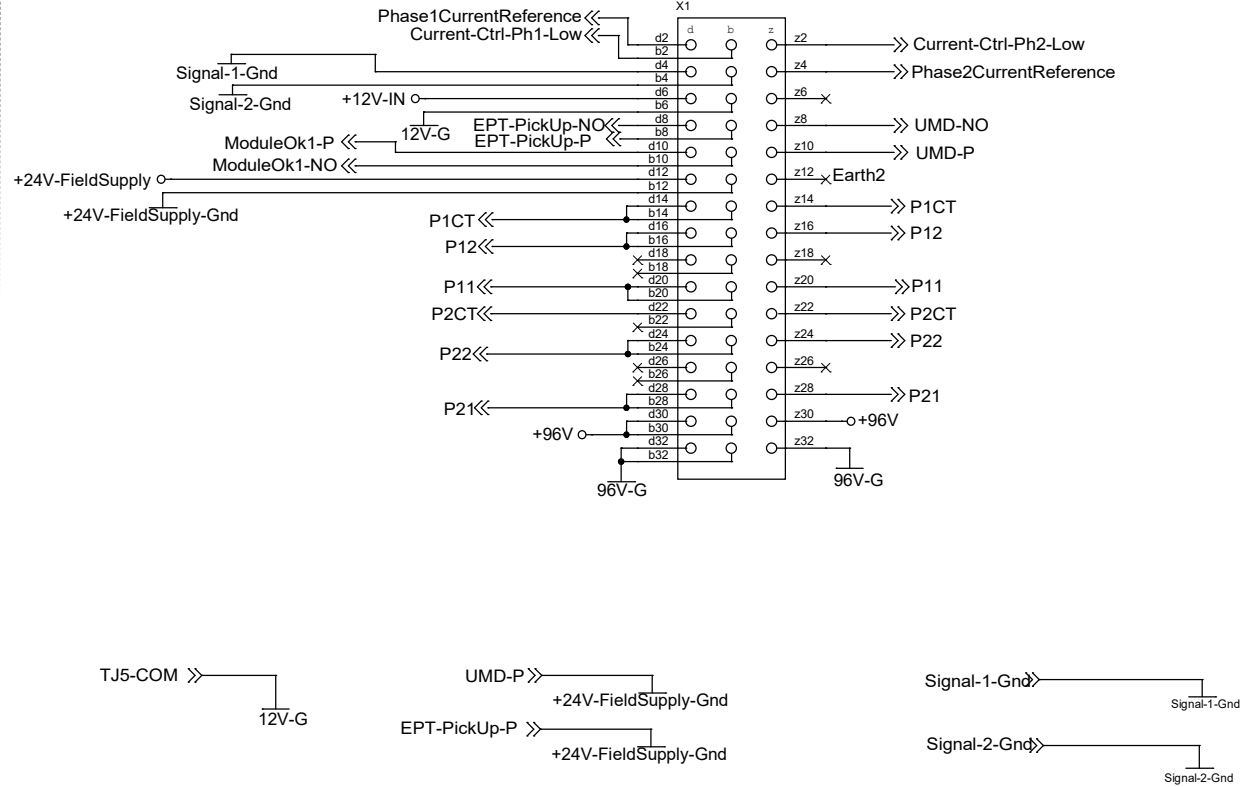 X1
d b z
Phase1CurrentReference
Current-Ctrl-Ph1-Low
d2
b2
z2
Current-Ctrl-Ph2-Low
Signal-1-Gnd
d4
b4
z4
Phase2CurrentReference
Signal-2-Gnd
+12V-IN
d6
b6
z6
12V-G
EPT-PickUp-NO
d8
z8
UMD-NO
EPT-PickUp-P
b8
ModuleOk1-P
d10
z10
UMD-P
ModuleOk1-NO
b10
+24V-FieldSupply
d12
z12
Earth2
b12
+24V-FieldSupply-Gnd
d14
z14
P1CT
P1CT
b14
d16
z16
P12
P12
b16
d18
z18
b18
P11
d20
z20
P11
b20
P2CT
d22
z22
P2CT
b22
d24
z24
P22
P22
b24
d26
z26
b26
d28
z28
P21
P21
b28
d30
z30
+96V
+96V
b30
d32
z32
b32
96V-G
96V-G
TJ5-COM
12V-G
UMD-P
+24V-FieldSupply-Gnd
EPT-PickUp-P
+24V-FieldSupply-Gnd
Signal-1-Gnd
Signal-1-Gnd
Signal-2-Gnd
Signal-2-Gnd